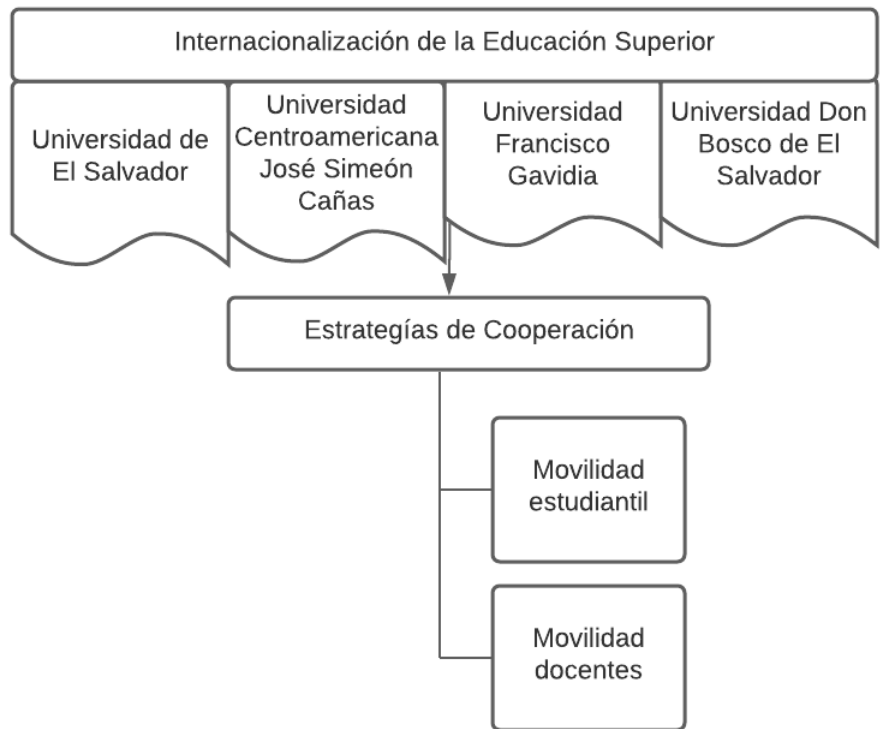 Internacionalización de la Educación Superior
Universidad de
El Salvador
Universidad
Centroamericana
José Simeón
Cañas
Universidad
Francisco
Gavidia
Universidad Don
Bosco de El
Salvador
Estrategías de Cooperación
Movilidad
estudiantil
Movilidad
docentes